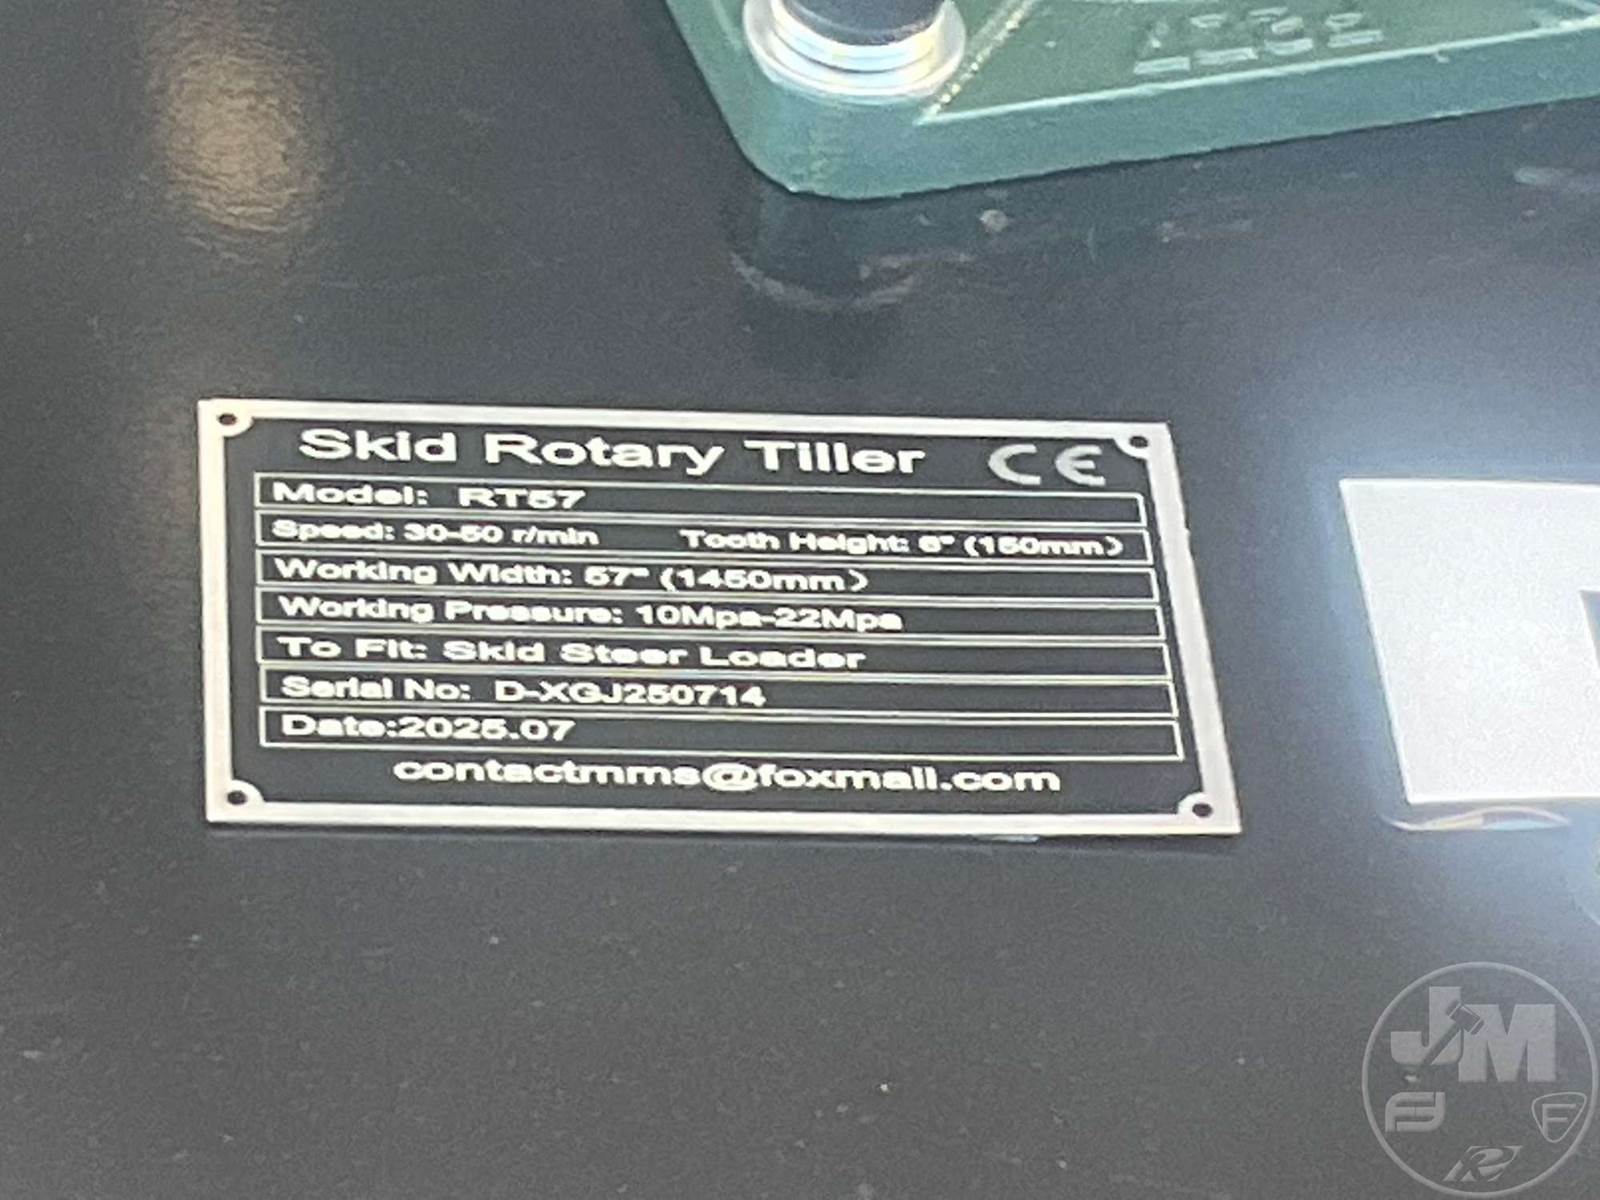 Skid Rotary Tiller CE
Model: RT57
Speed: 30-50 r/min Tooth Height: 6" (150mm)
Working Width: 57" (1450mm)
Working Pressure: 10Mpa-22Mpa
To Fit: Skid Steer Loader
Serial No: D-XGJ250714
Date:2025.07
contactmms@foxmail.com
JM
F